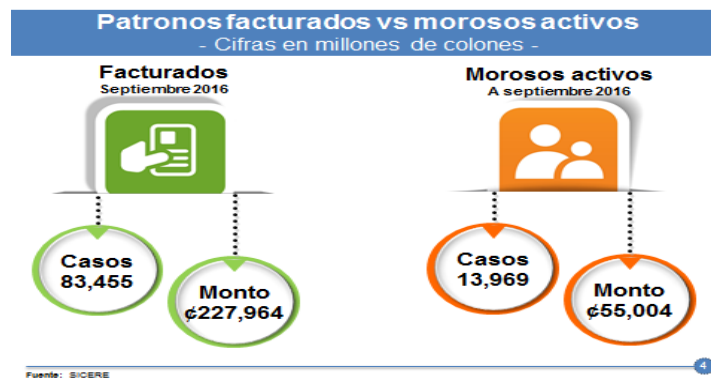 Patronos facturados vs morosos activos
- Cifras en millones de colones -
Facturados
Septiembre 2016
Morosos activos
A septiembre 2016
Casos
83,455
Monto
¢227,964
Casos
13,969
Monto
¢55,004
4
Fuente: SICERE